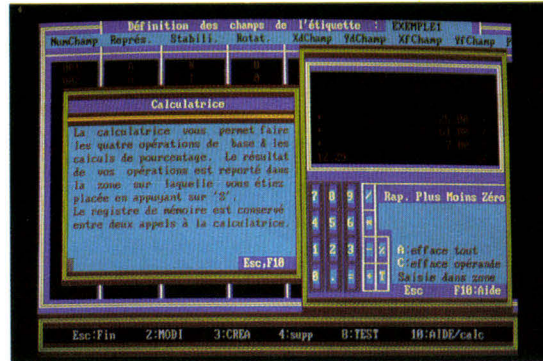 Définition des champs de l'étiquette : EXEMPLE1
NumChamp Représ. Stabili. Rotat. XdChamp YdChamp XfChamp YfChamp
Calculatrice
La calculatrice vous permet faire
les quatre opérations de base & les
calculs de pourcentage. Le résultat
de vos opérations est reporté dans
la zone sur laquelle vous étiez
placée en appuyant sur 'S'.
Le registre de mémoire est conservé
entre deux appels à la calculatrice.
Esc,F10
7 8 9 /
4 5 6 *
1 2 3 - %
0 . = + T
Rap. Plus Moins Zéro
A:efface tout
C:efface opérande
Saisie dans zone
Esc F10:Aide
Esc:Fin 2:MODI 3:CREA 4:supp 8:TEST 10:AIDE/calc